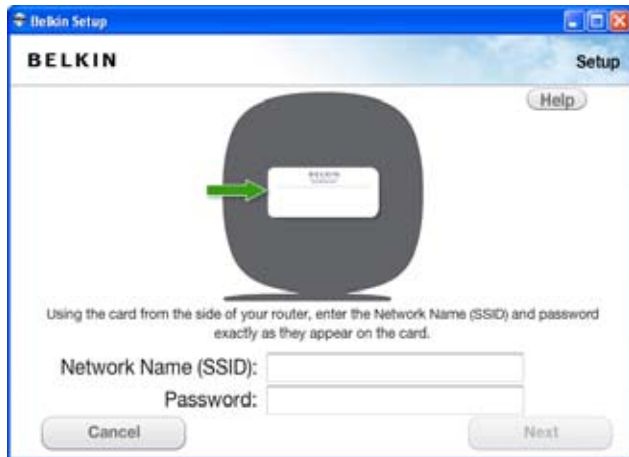 Belkin Setup
BELKIN
Setup
Help
BELKIN
Using the card from the side of your router, enter the Network Name (SSID) and password
exactly as they appear on the card.
Network Name (SSID):
Password:
Cancel
Next